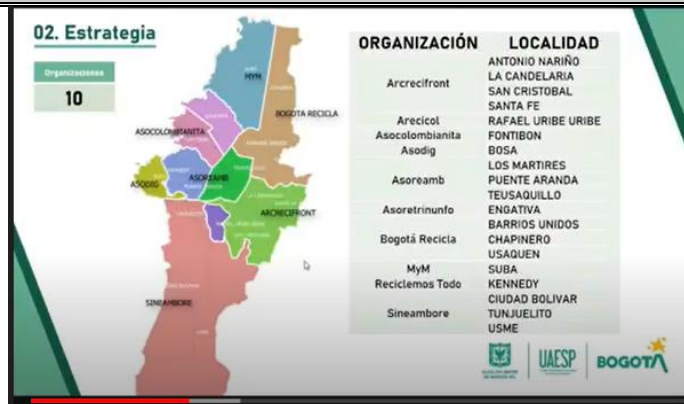 02. Estrategia
Organizaciones
10
MYM
BOGOTA RECICLA
ASOCOLOMBIANITA
ASODIG
ASOREAMB
ARCRECIFRONT
SINEAMBORE
ORGANIZACIÓN LOCALIDAD
Arcrecifront
ANTONIO NARIÑO
LA CANDELARIA
SAN CRISTOBAL
SANTA FE
Arecicol RAFAEL URIBE URIBE
Asocolombianita FONTIBON
Asodig BOSA
Asoreamb
LOS MARTIRES
PUENTE ARANDA
TEUSAQUILLO
Asoretrinunfo ENGATIVA
Bogotá Recicla
BARRIOS UNIDOS
CHAPINERO
USAQUEN
MyM SUBA
Reciclemos Todo KENNEDY
Sineambore
CIUDAD BOLIVAR
TUNJUELITO
USME
UAESP
BOGOTÁ